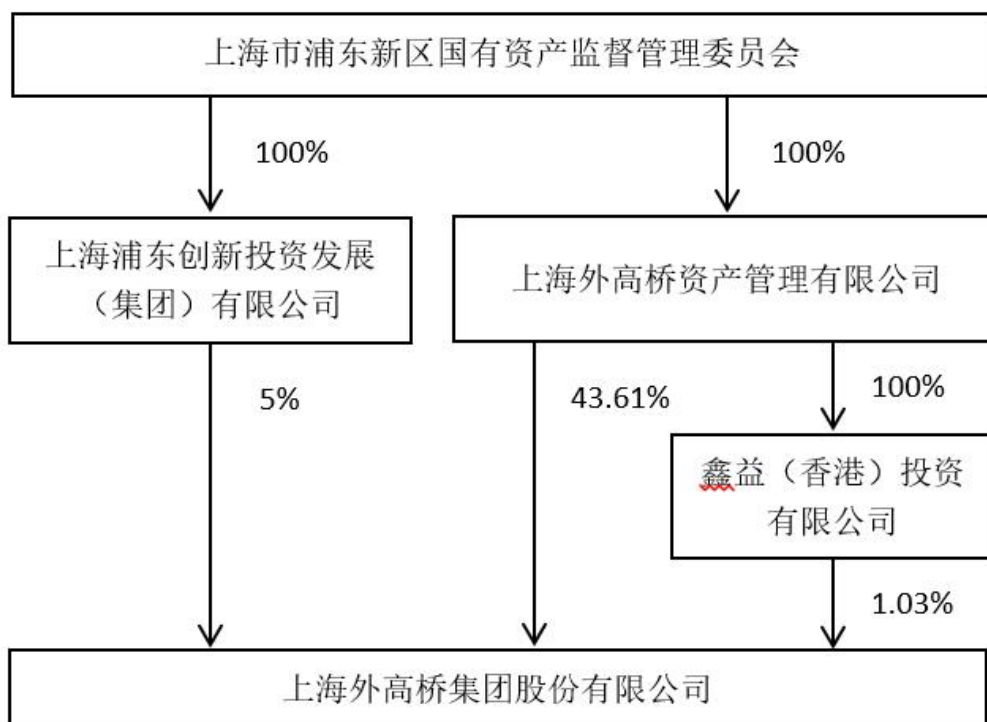 上海市浦东新区国有资产监督管理委员会
100%
100%
上海浦东创新投资发展
（集团）有限公司
上海外高桥资产管理有限公司
5%
43.61%
100%
鑫益（香港）投资
有限公司
1.03%
上海外高桥集团股份有限公司